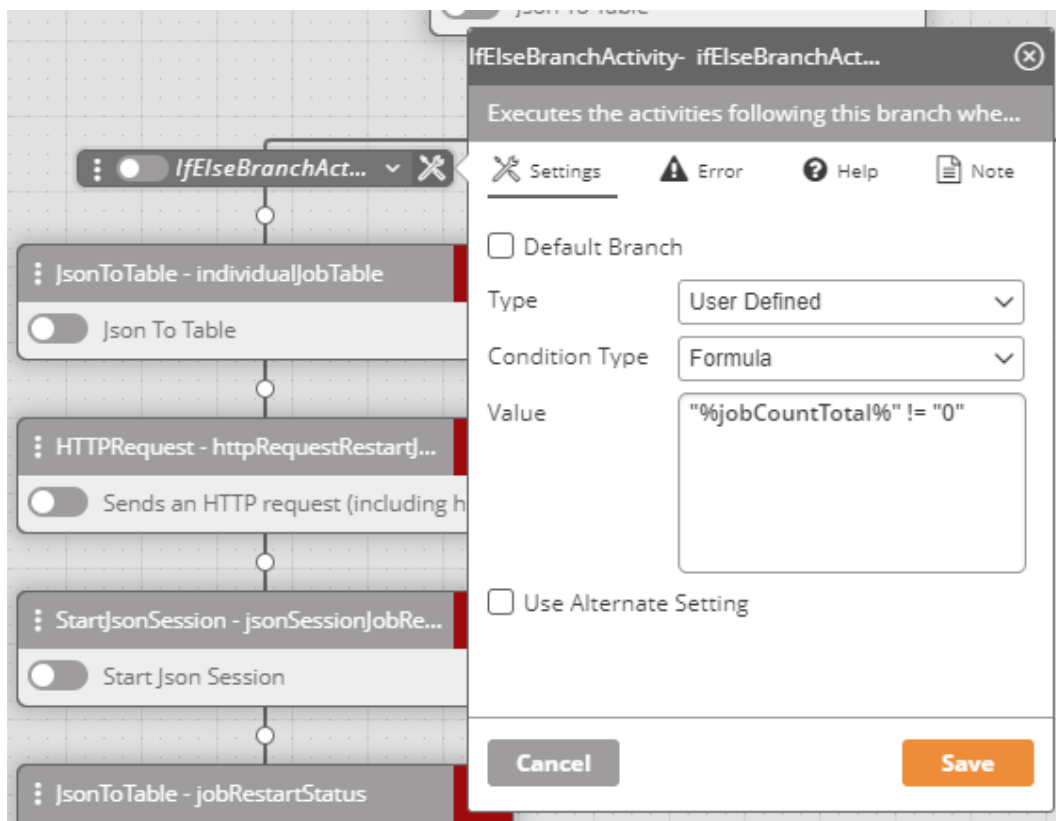 Json To Table
IfElseBranchActivity- ifElseBranchAct...
Executes the activities following this branch whe...
IfElseBranchAct...
Settings
Error
Help
Note
Default Branch
Type
User Defined
Condition Type
Formula
Value
"%jobCountTotal%" != "0"
Use Alternate Setting
Cancel
Save
JsonToTable - individualJobTable
Json To Table
HTTPRequest - httpRequestRestartJ...
Sends an HTTP request (including h
StartJsonSession - jsonSessionJobRe...
Start Json Session
JsonToTable - jobRestartStatus